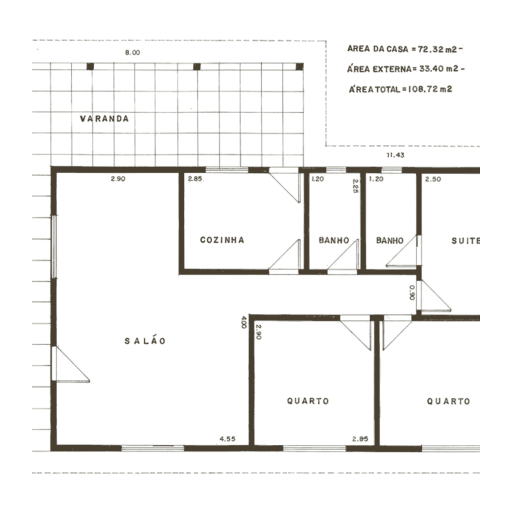 AREA DA CASA = 72.32 m2 -
8.00
ÁREA EXTERNA = 33.40 m2 -
ÁREA TOTAL = 108.72 m2
VARANDA
11.43
2.90
2.85
1.20
2.25
1.20
2.50
COZINHA
BANHO
BANHO
SUITE
0.90
SALÃO
400
2.90
QUARTO
QUARTO
4.55
2.85